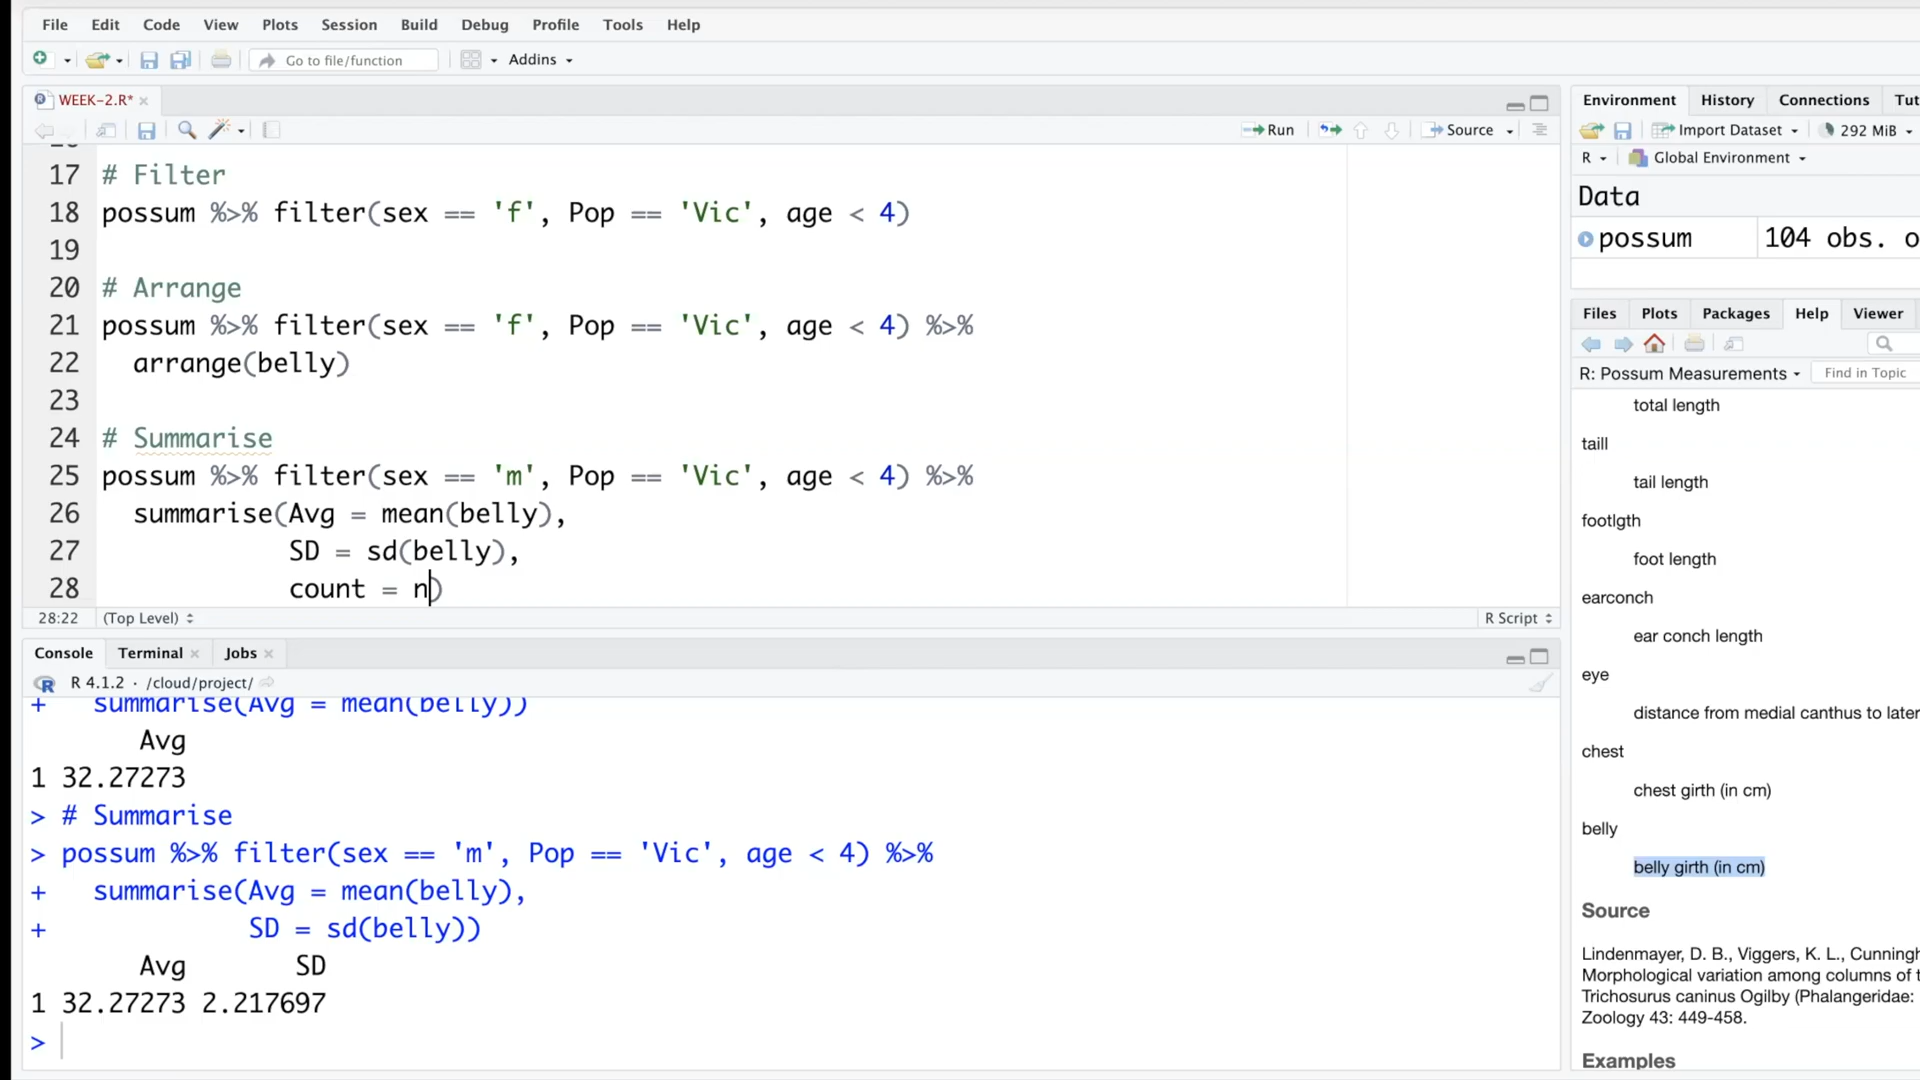 File Edit Code View Plots Session Build Debug Profile Tools Help
Go to file/function Addins
WEEK-2.R*
Run Source
17 # Filter
18 possum %>% filter(sex == 'f', Pop == 'Vic', age < 4)
19
20 # Arrange
21 possum %>% filter(sex == 'f', Pop == 'Vic', age < 4) %>%
22 arrange(belly)
23
24 # Summarise
25 possum %>% filter(sex == 'm', Pop == 'Vic', age < 4) %>%
26 summarise(Avg = mean(belly),
27 SD = sd(belly),
28 count = n)
28:22 (Top Level) R Script
Console Terminal Jobs
R 4.1.2 · /cloud/project/
+ summarise(Avg = mean(belly))
Avg
1 32.27273
> # Summarise
> possum %>% filter(sex == 'm', Pop == 'Vic', age < 4) %>%
+ summarise(Avg = mean(belly),
+ SD = sd(belly))
Avg SD
1 32.27273 2.217697
>
Environment History Connections Tut
Import Dataset 292 MiB
R Global Environment
Data
possum 104 obs. o
Files Plots Packages Help Viewer
R: Possum Measurements Find in Topic
total length
taill
tail length
footlgth
foot length
earconch
ear conch length
eye
distance from medial canthus to later
chest
chest girth (in cm)
belly
belly girth (in cm)
Source
Lindenmayer, D. B., Viggers, K. L., Cunningh
Morphological variation among columns of t
Trichosurus caninus Ogilby (Phalangeridae:
Zoology 43: 449-458.
Examples